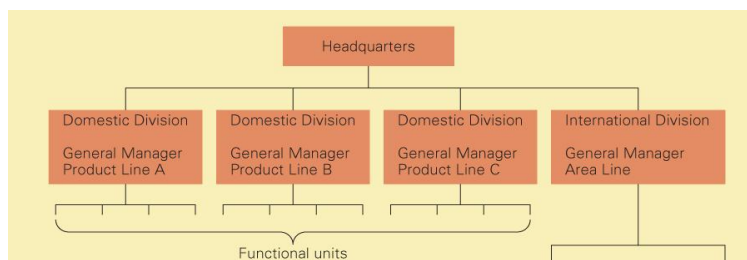 Headquarters
Domestic Division
General Manager
Product Line A
Domestic Division
General Manager
Product Line B
Domestic Division
General Manager
Product Line C
International Division
General Manager
Area Line
Functional units